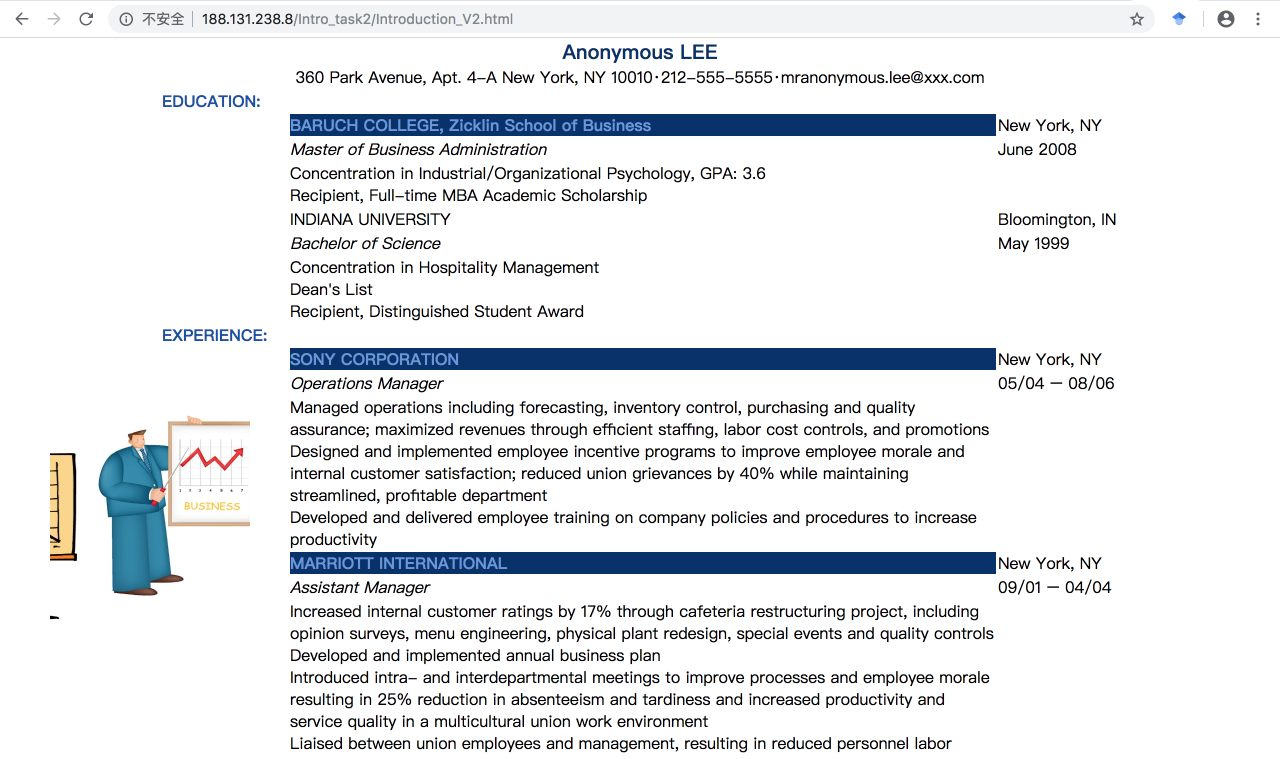 不安全 188.131.238.8/Intro_task2/Introduction_V2.html
Anonymous LEE
360 Park Avenue, Apt. 4-A New York, NY 10010·212-555-5555·mranonymous.lee@xxx.com
EDUCATION:
BARUCH COLLEGE, Zicklin School of Business New York, NY
Master of Business Administration June 2008
Concentration in Industrial/Organizational Psychology, GPA: 3.6
Recipient, Full-time MBA Academic Scholarship
INDIANA UNIVERSITY Bloomington, IN
Bachelor of Science May 1999
Concentration in Hospitality Management
Dean's List
Recipient, Distinguished Student Award
EXPERIENCE:
SONY CORPORATION New York, NY
Operations Manager 05/04 – 08/06
Managed operations including forecasting, inventory control, purchasing and quality
assurance; maximized revenues through efficient staffing, labor cost controls, and promotions
Designed and implemented employee incentive programs to improve employee morale and
internal customer satisfaction; reduced union grievances by 40% while maintaining
streamlined, profitable department
Developed and delivered employee training on company policies and procedures to increase
productivity
1 2 3 4 5 6 7
BUSINESS
MARRIOTT INTERNATIONAL New York, NY
Assistant Manager 09/01 – 04/04
Increased internal customer ratings by 17% through cafeteria restructuring project, including
opinion surveys, menu engineering, physical plant redesign, special events and quality controls
Developed and implemented annual business plan
Introduced intra- and interdepartmental meetings to improve processes and employee morale
resulting in 25% reduction in absenteeism and tardiness and increased productivity and
service quality in a multicultural union work environment
Liaised between union employees and management, resulting in reduced personnel labor